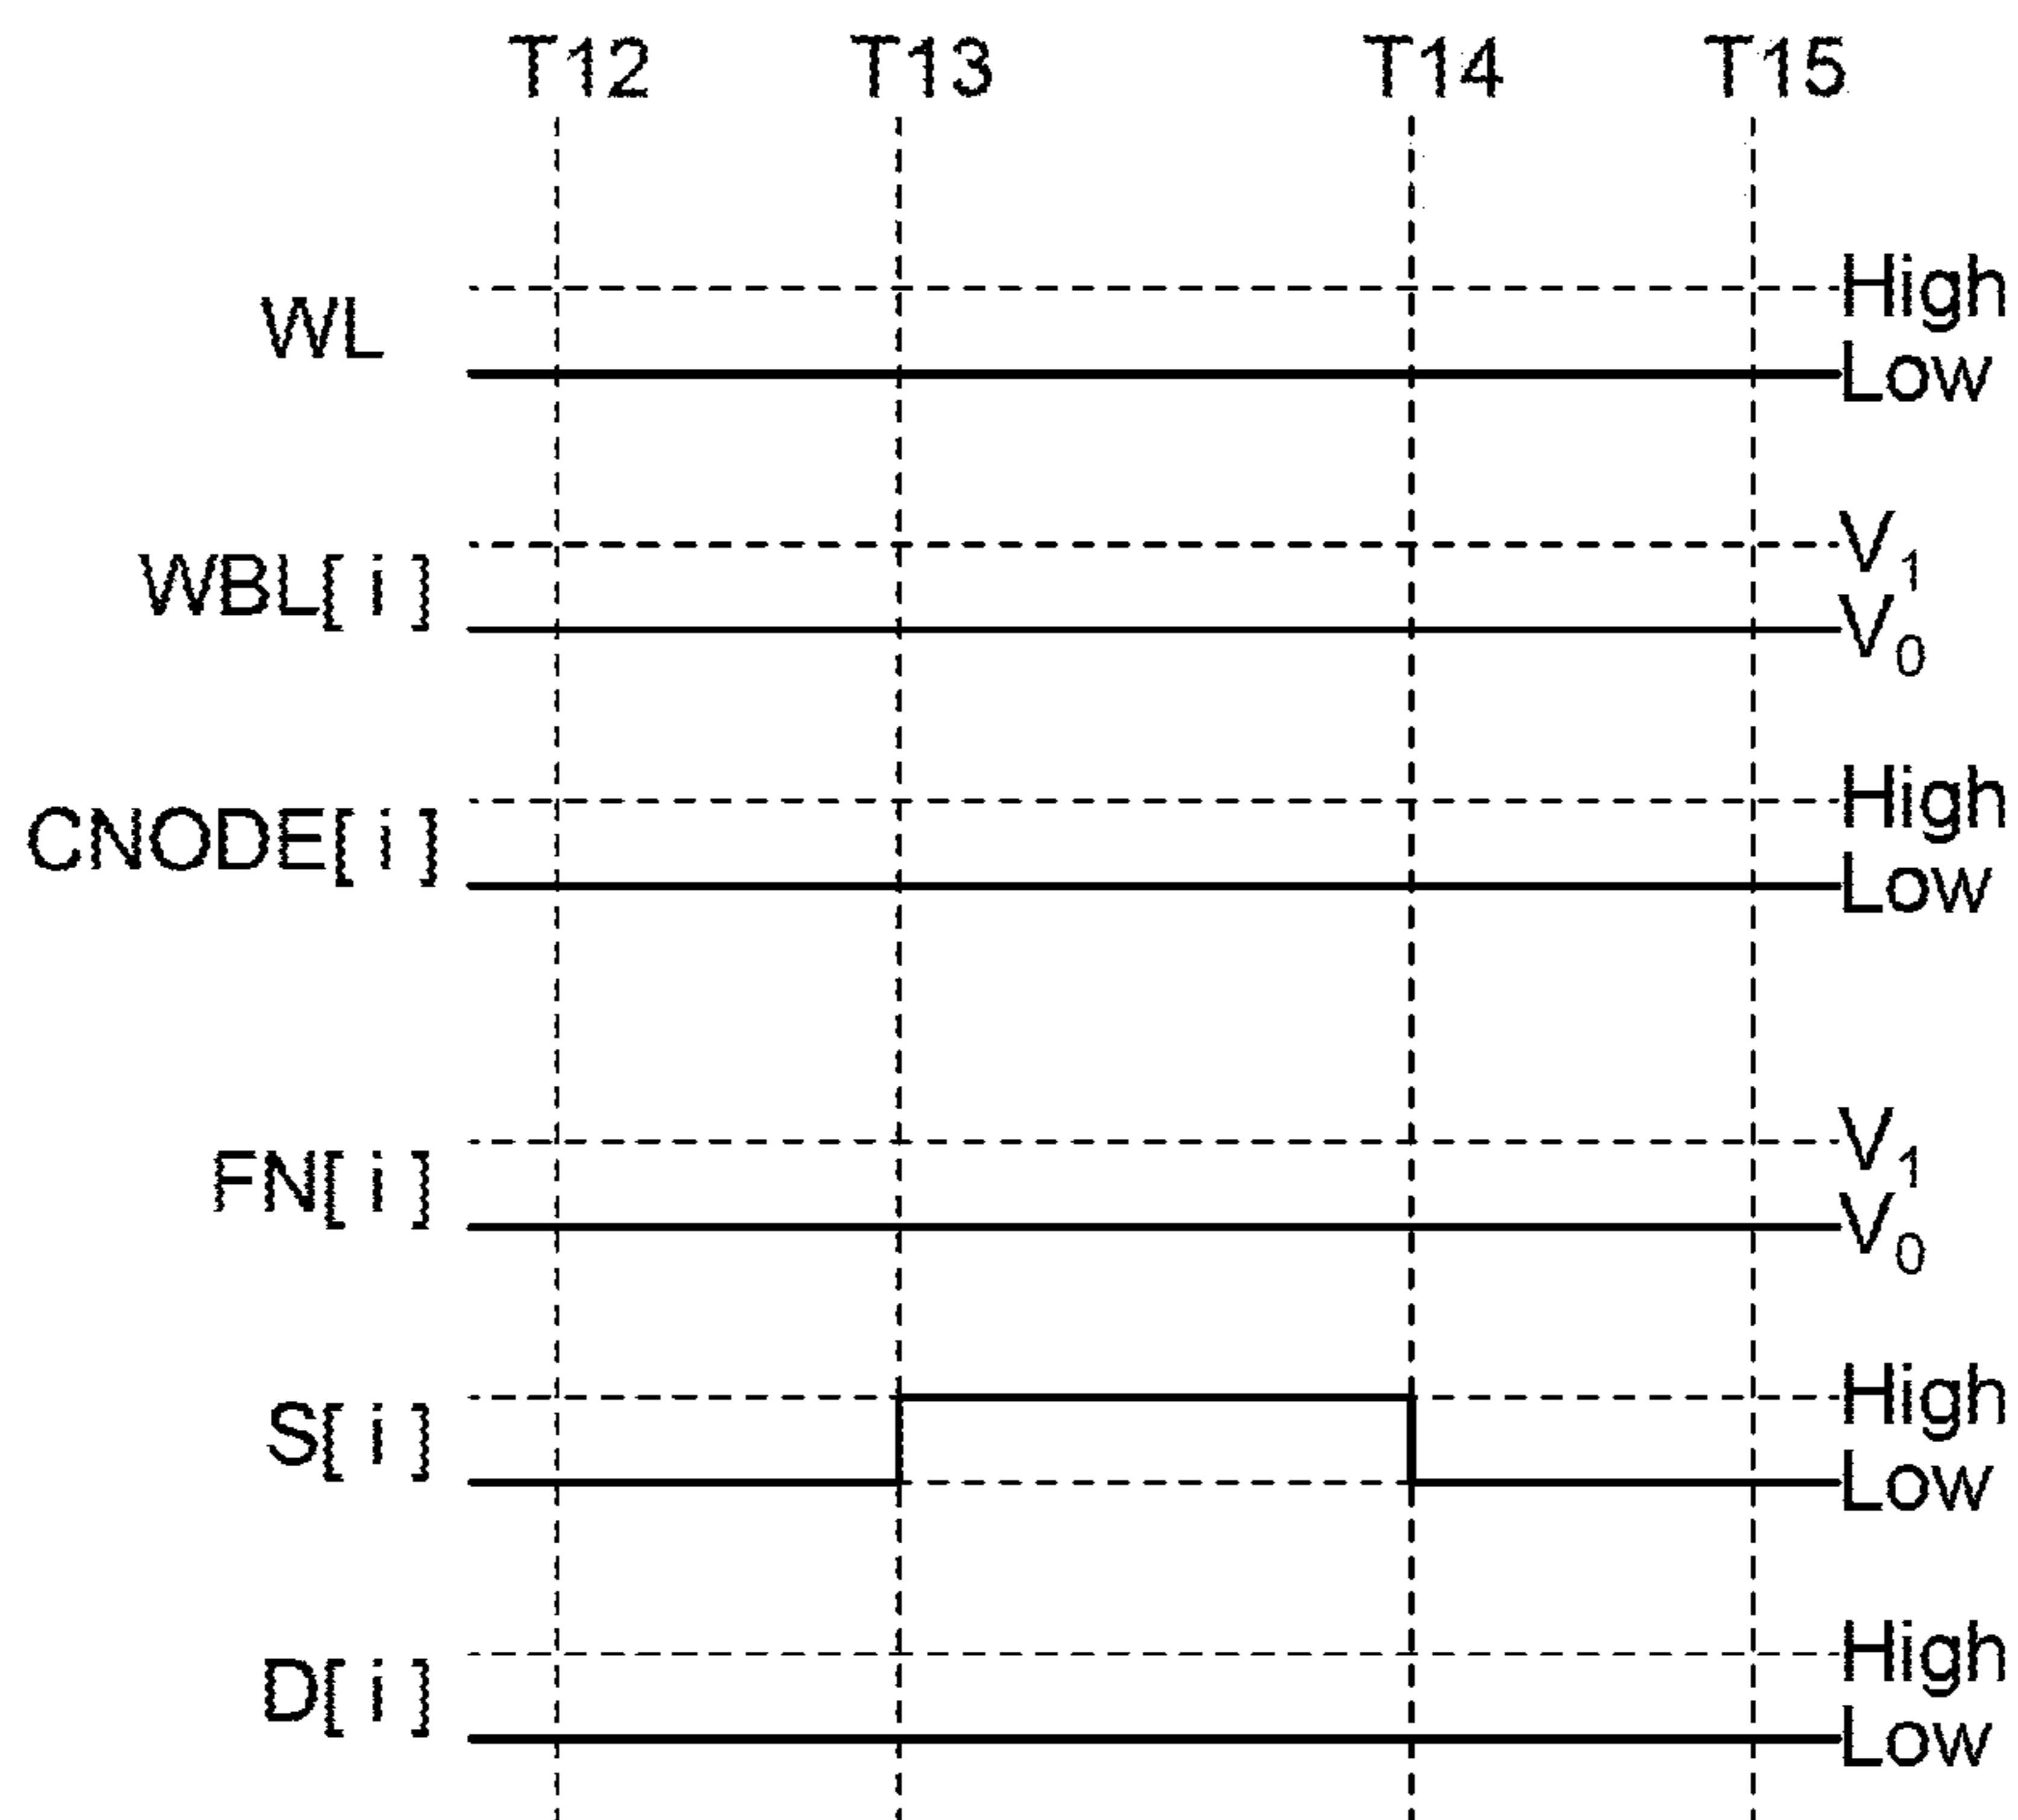 T12 T13 T14 T15
WL High
Low
WBL[ i ] V1
V0
CNODE[ i ] High
Low
FN[ i ] V1
V0
S[ i ] High
Low
D[ i ] High
Low